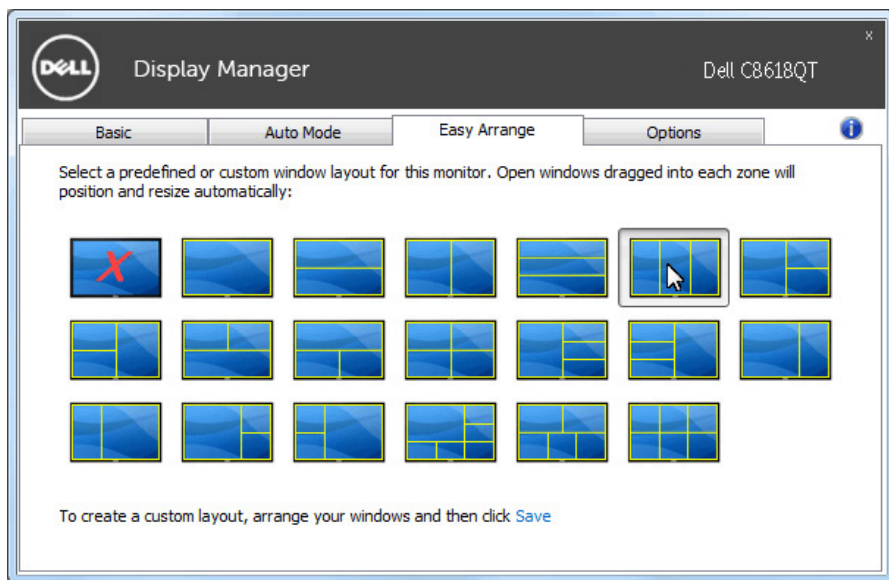 DELL
Display Manager
x
Dell C8618QT
Basic
Auto Mode
Easy Arrange
Options
i
Select a predefined or custom window layout for this monitor. Open windows dragged into each zone will
position and resize automatically:
X
To create a custom layout, arrange your windows and then click Save